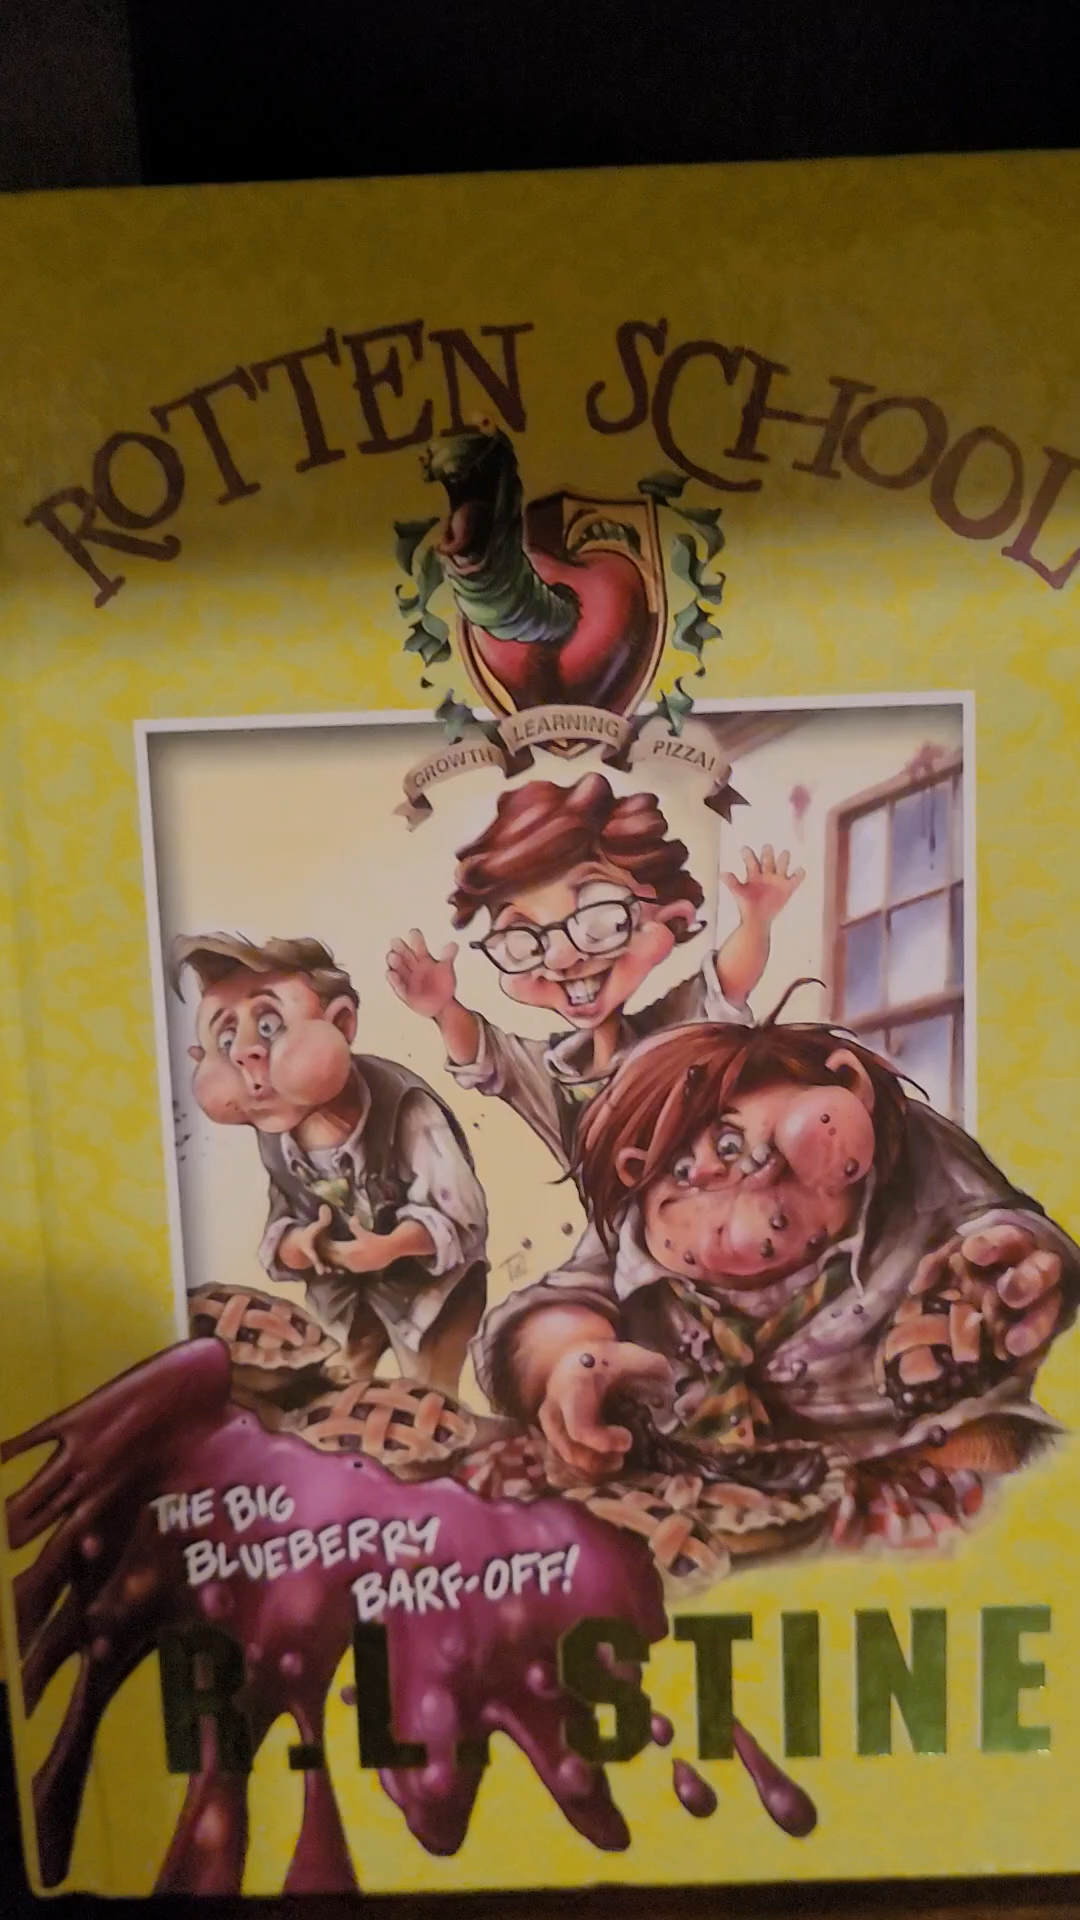 ROTTEN SCHOOL
GROWTH LEARNING PIZZA!
THE BIG
BLUEBERRY
BARF-OFF!
R.L. STINE